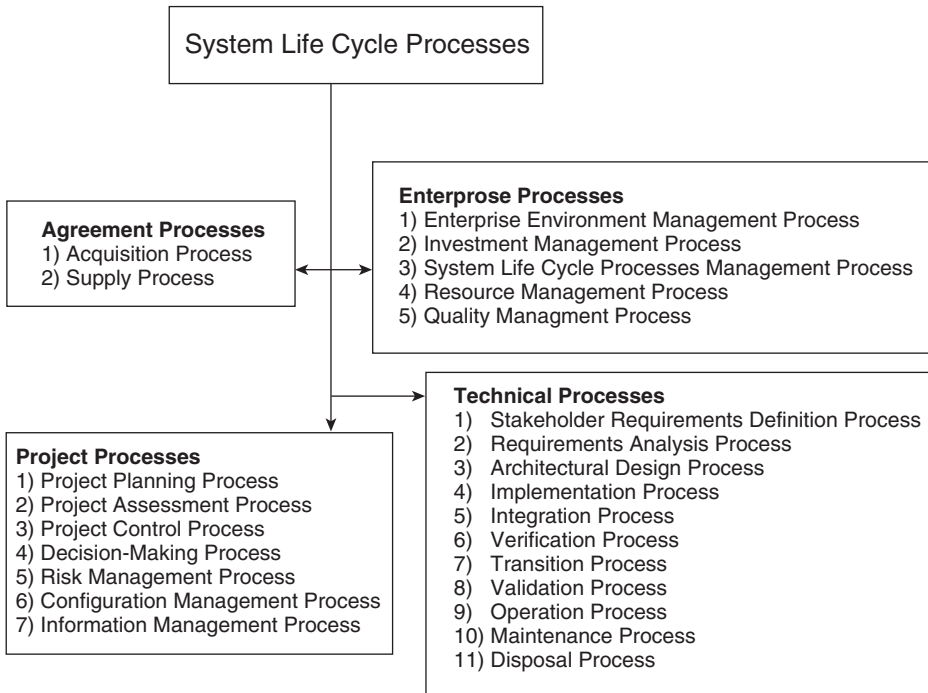 System Life Cycle Processes
Agreement Processes
1) Acquisition Process
2) Supply Process
Enterprose Processes
1) Enterprise Environment Management Process
2) Investment Management Process
3) System Life Cycle Processes Management Process
4) Resource Management Process
5) Quality Managment Process
Project Processes
1) Project Planning Process
2) Project Assessment Process
3) Project Control Process
4) Decision-Making Process
5) Risk Management Process
6) Configuration Management Process
7) Information Management Process
Technical Processes
1) Stakeholder Requirements Definition Process
2) Requirements Analysis Process
3) Architectural Design Process
4) Implementation Process
5) Integration Process
6) Verification Process
7) Transition Process
8) Validation Process
9) Operation Process
10) Maintenance Process
11) Disposal Process